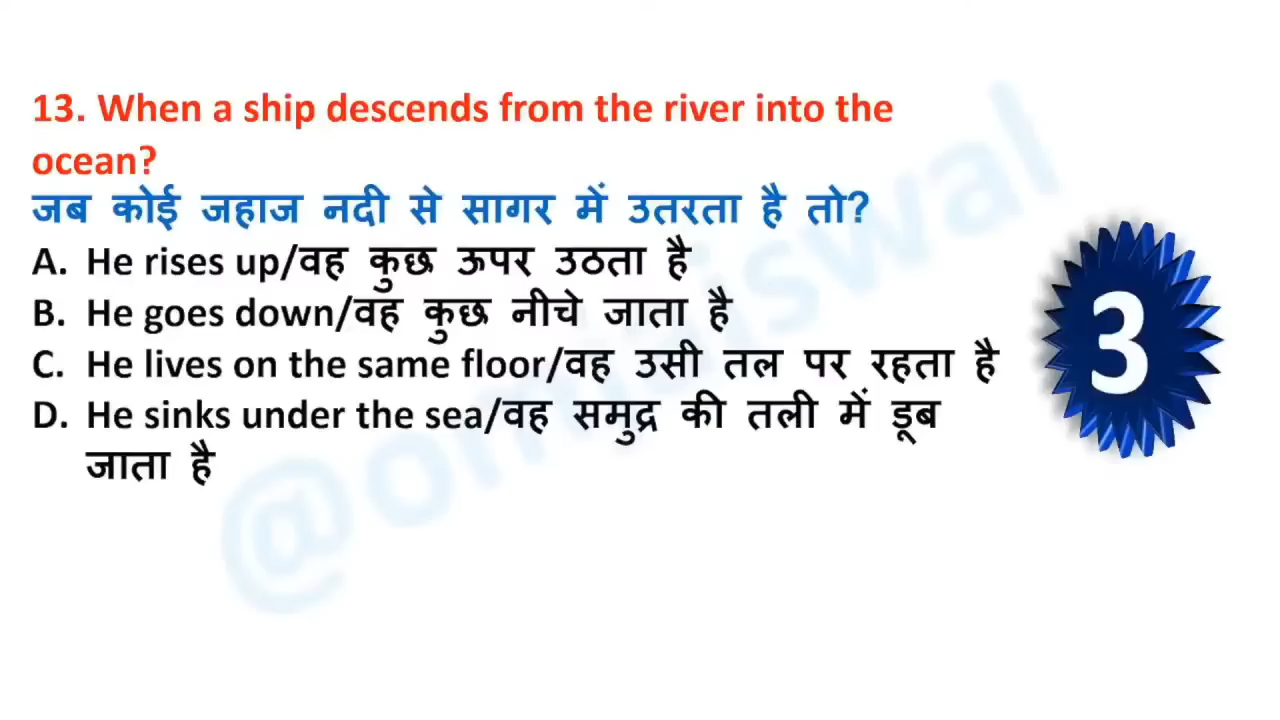 13. When a ship descends from the river into the
ocean?
जब कोई जहाज नदी से सागर में उतरता है तो?
A. He rises up/वह कुछ ऊपर उठता है
B. He goes down/वह कुछ नीचे जाता है
C. He lives on the same floor/वह उसी तल पर रहता है
D. He sinks under the sea/वह समुद्र की तली में डूब
जाता है
3